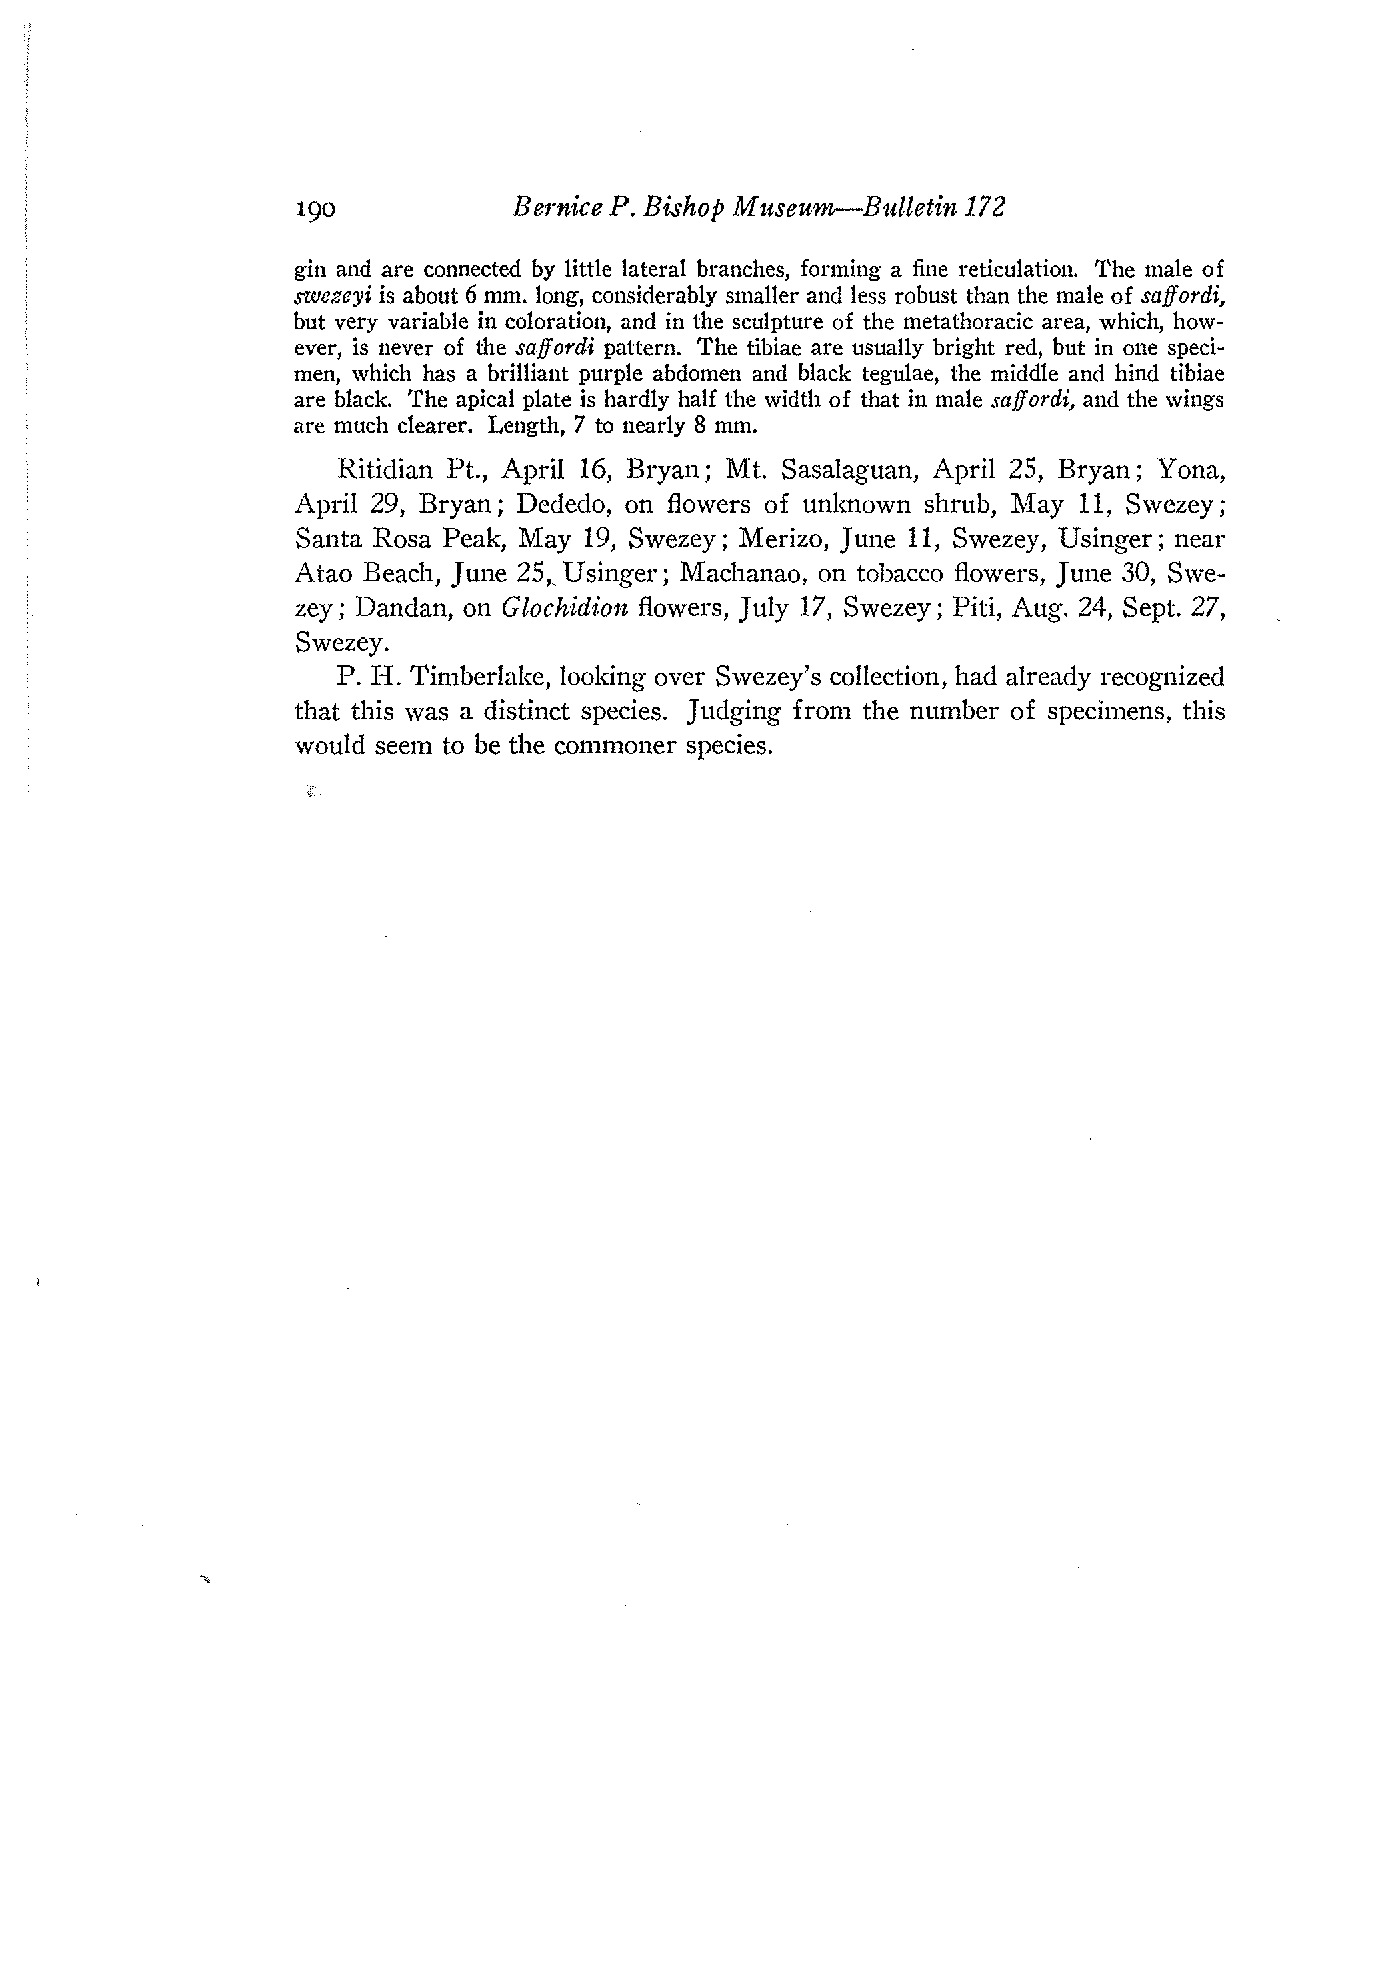 190 Bernice P. Bishop Museum—Bulletin 172
gin and are connected by little lateral branches, forming a fine reticulation. The male of
swezeyi is about 6 mm. long, considerably smaller and less robust than the male of saffordi,
but very variable in coloration, and in the sculpture of the metathoracic area, which, how-
ever, is never of the saffordi pattern. The tibiae are usually bright red, but in one speci-
men, which has a brilliant purple abdomen and black tegulae, the middle and hind tibiae
are black. The apical plate is hardly half the width of that in male saffordi, and the wings
are much clearer. Length, 7 to nearly 8 mm.
Ritidian Pt., April 16, Bryan; Mt. Sasalaguan, April 25, Bryan; Yona,
April 29, Bryan; Dededo, on flowers of unknown shrub, May 11, Swezey;
Santa Rosa Peak, May 19, Swezey; Merizo, June 11, Swezey, Usinger; near
Atao Beach, June 25, Usinger; Machanao, on tobacco flowers, June 30, Swe-
zey; Dandan, on Glochidion flowers, July 17, Swezey; Piti, Aug. 24, Sept. 27,
Swezey.
P. H. Timberlake, looking over Swezey's collection, had already recognized
that this was a distinct species. Judging from the number of specimens, this
would seem to be the commoner species.